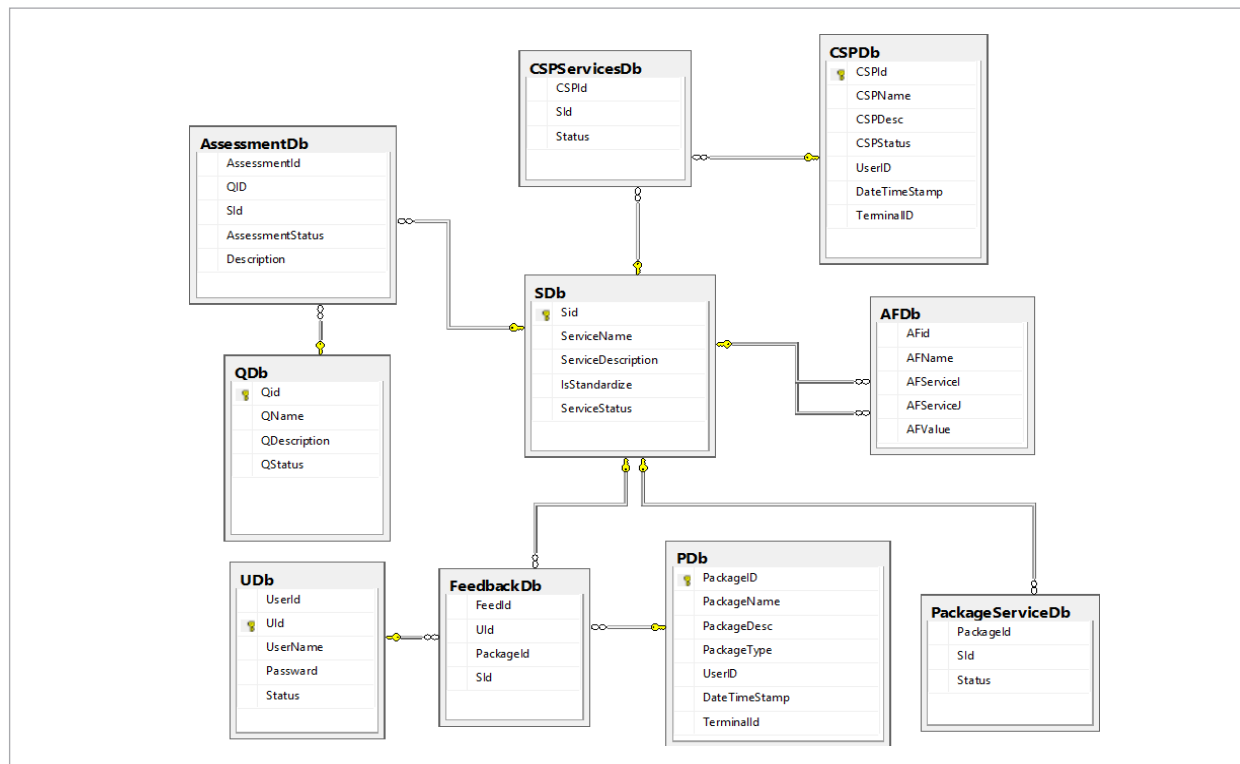 CSPServicesDb
CSPId
SId
Status
CSPDb
CSPId
CSPName
CSPDesc
CSPStatus
UserID
DateTimeStamp
TerminalID
AssessmentDb
AssessmentId
QID
SId
AssessmentStatus
Description
SDb
Sid
ServiceName
ServiceDescription
IsStandardize
ServiceStatus
AFDb
AFid
AFName
AFServiceI
AFServiceJ
AFValue
QDb
Qid
QName
QDescription
QStatus
UDb
UserId
UId
UserName
Passward
Status
FeedbackDb
FeedId
UId
PackageId
SId
PDb
PackageID
PackageName
PackageDesc
PackageType
UserID
DateTimeStamp
TerminalId
PackageServiceDb
PackageId
SId
Status